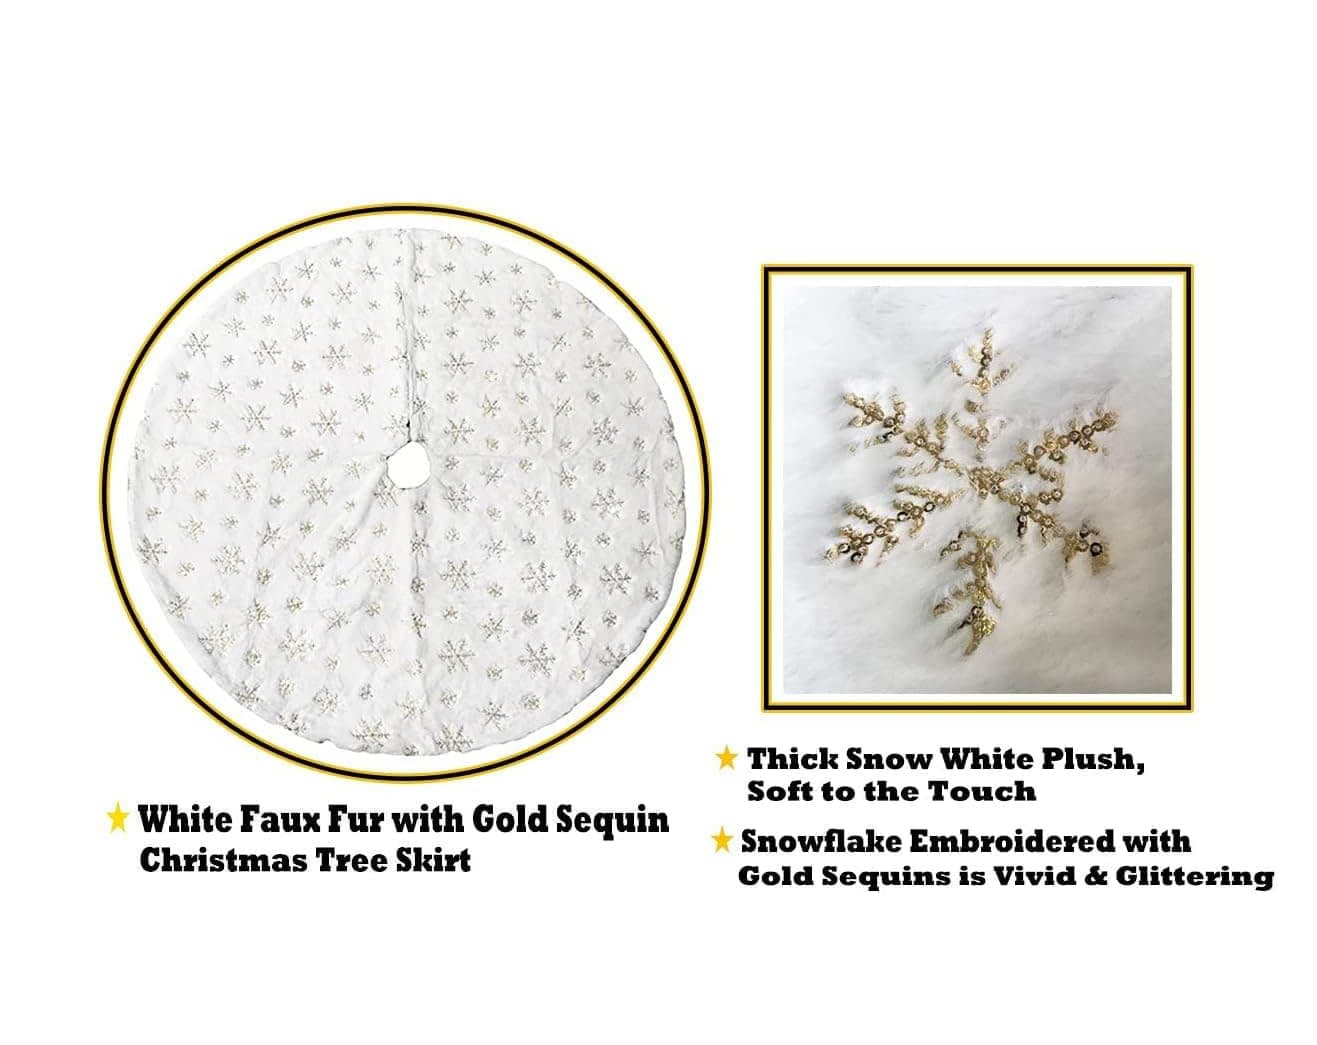 White Faux Fur with Gold Sequin
Christmas Tree Skirt
Thick Snow White Plush,
Soft to the Touch
Snowflake Embroidered with
Gold Sequins is Vivid & Glittering